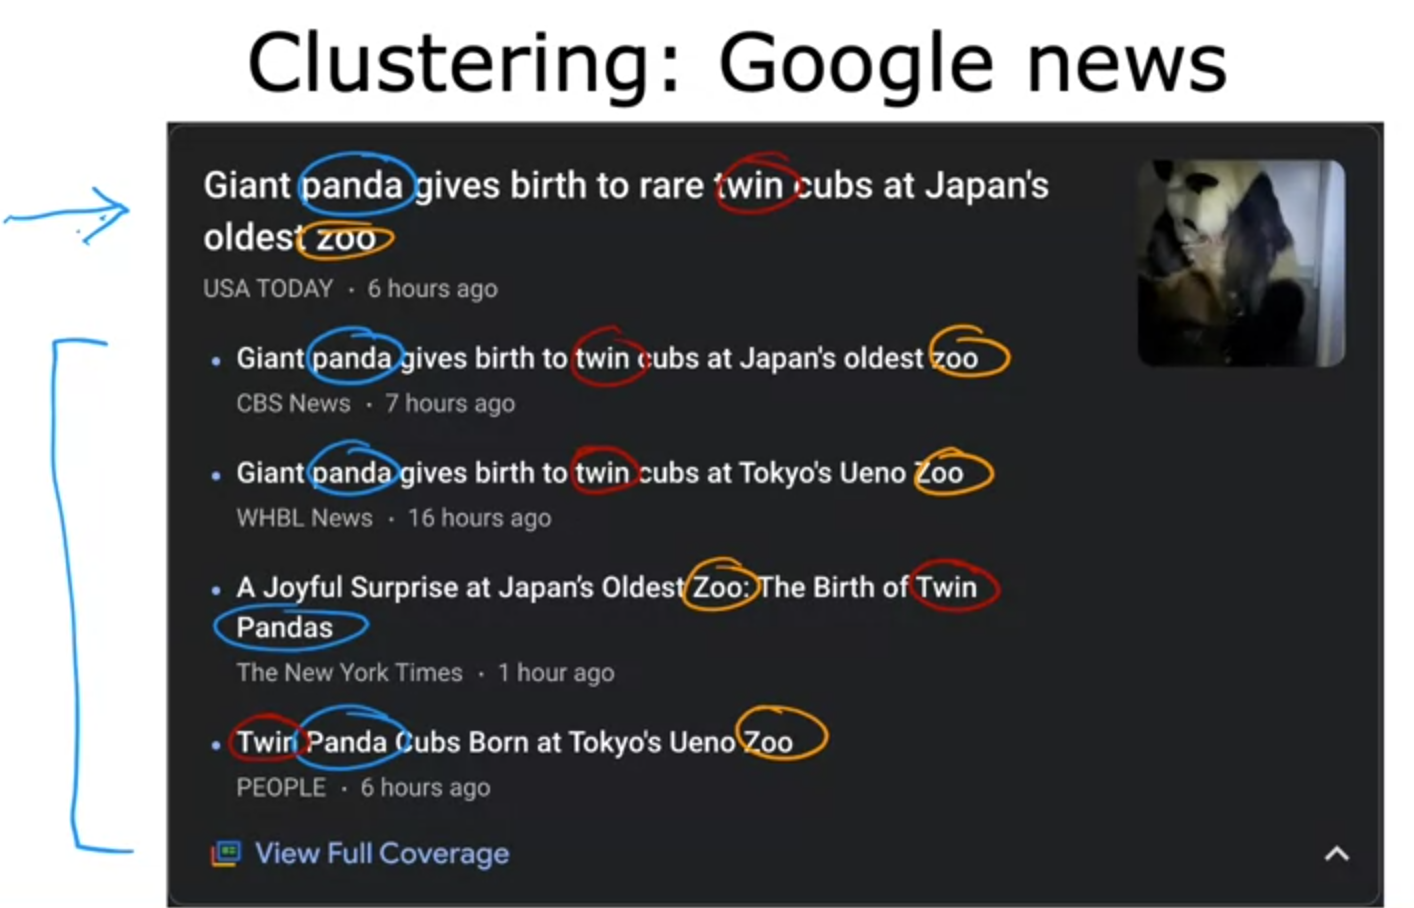 Clustering: Google news
Giant panda gives birth to rare twin cubs at Japan's
oldest zoo
USA TODAY · 6 hours ago
• Giant panda gives birth to twin cubs at Japan's oldest zoo
CBS News · 7 hours ago
• Giant panda gives birth to twin cubs at Tokyo's Ueno Zoo
WHBL News · 16 hours ago
• A Joyful Surprise at Japan’s Oldest Zoo: The Birth of Twin
Pandas
The New York Times · 1 hour ago
• Twin Panda Cubs Born at Tokyo's Ueno Zoo
PEOPLE · 6 hours ago
View Full Coverage